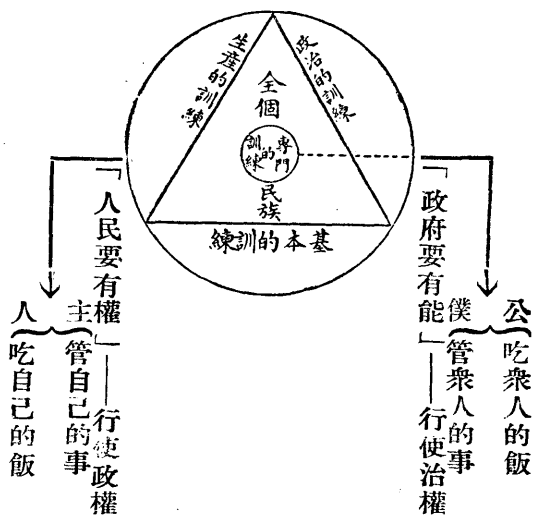 政治的訓練
生產的訓練
全個
專門
的
訓練
民族
練訓的本基
公 吃衆人的飯
僕 管衆人的事
「政府要有能」——行使治權
「人民要有權」——行使政權
主 管自己的事
人 吃自己的飯